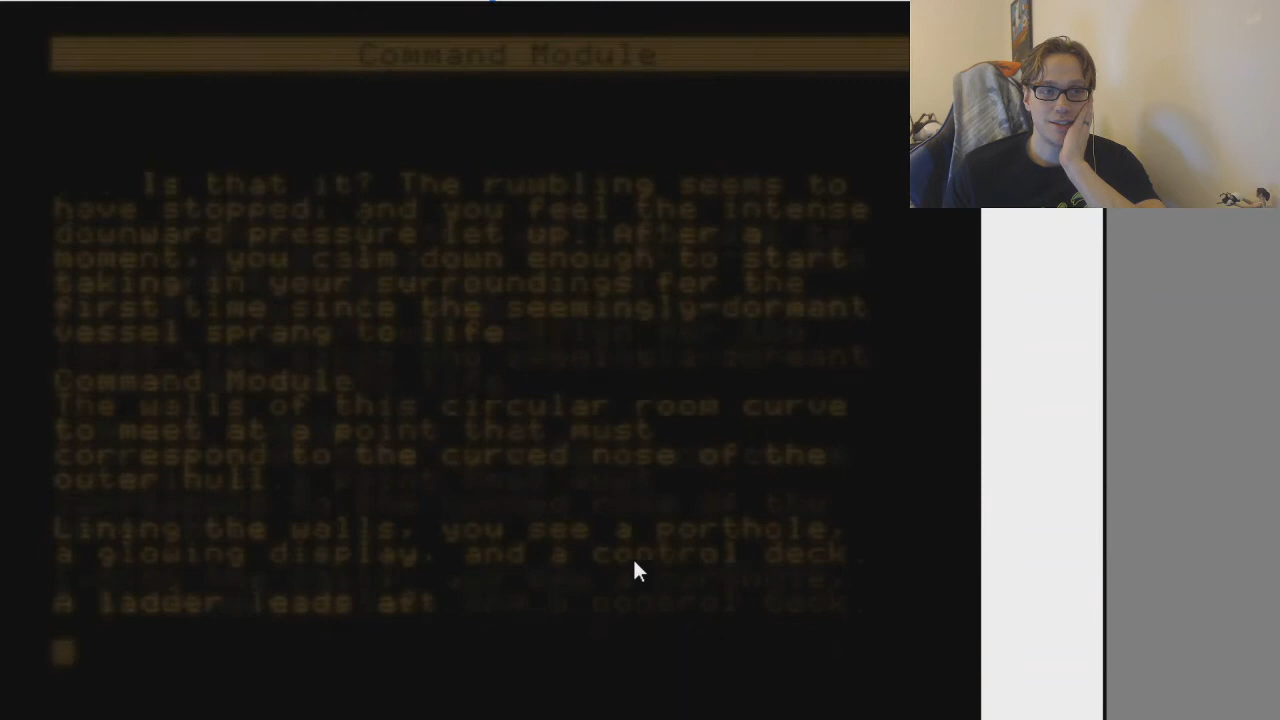 Command Module
Is that it? The rumbling seems to
have stopped, and you feel the intense
downward pressure let up. After a
moment, you calm down enough to start
taking in your surroundings for the
first time since the seemingly-dormant
vessel sprang to life
Command Module
The walls of this circular room curve
to meet at a point that must
correspond to the curved nose of the
outer hull
Lining the walls, you see a porthole,
a glowing display, and a control deck.
A ladder leads aft